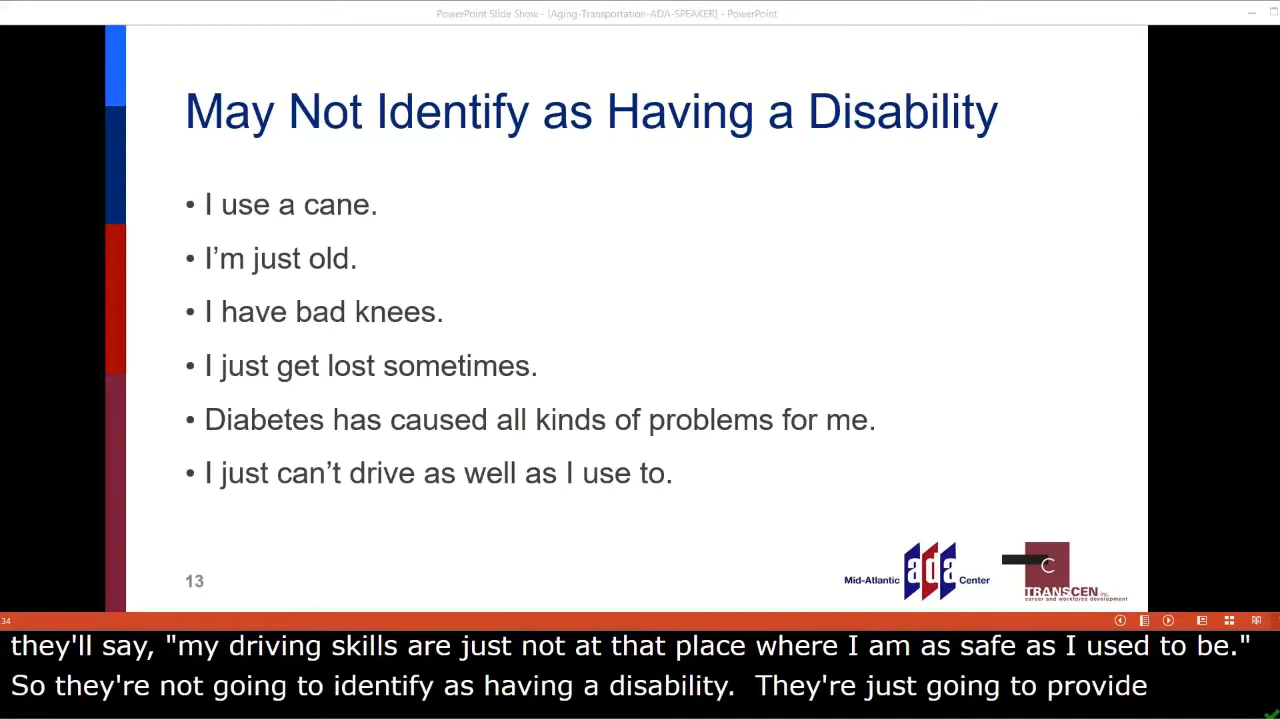 PowerPoint Slide Show - [Aging-Transportation-ADA-SPEAKER] - PowerPoint
May Not Identify as Having a Disability
• I use a cane.
• I’m just old.
• I have bad knees.
• I just get lost sometimes.
• Diabetes has caused all kinds of problems for me.
• I just can’t drive as well as I use to.
13
Mid-Atlantic ada Center
C
TRANSCEN inc.
career and workforce development
34
they'll say, "my driving skills are just not at that place where I am as safe as I used to be."
So they're not going to identify as having a disability.  They're just going to provide